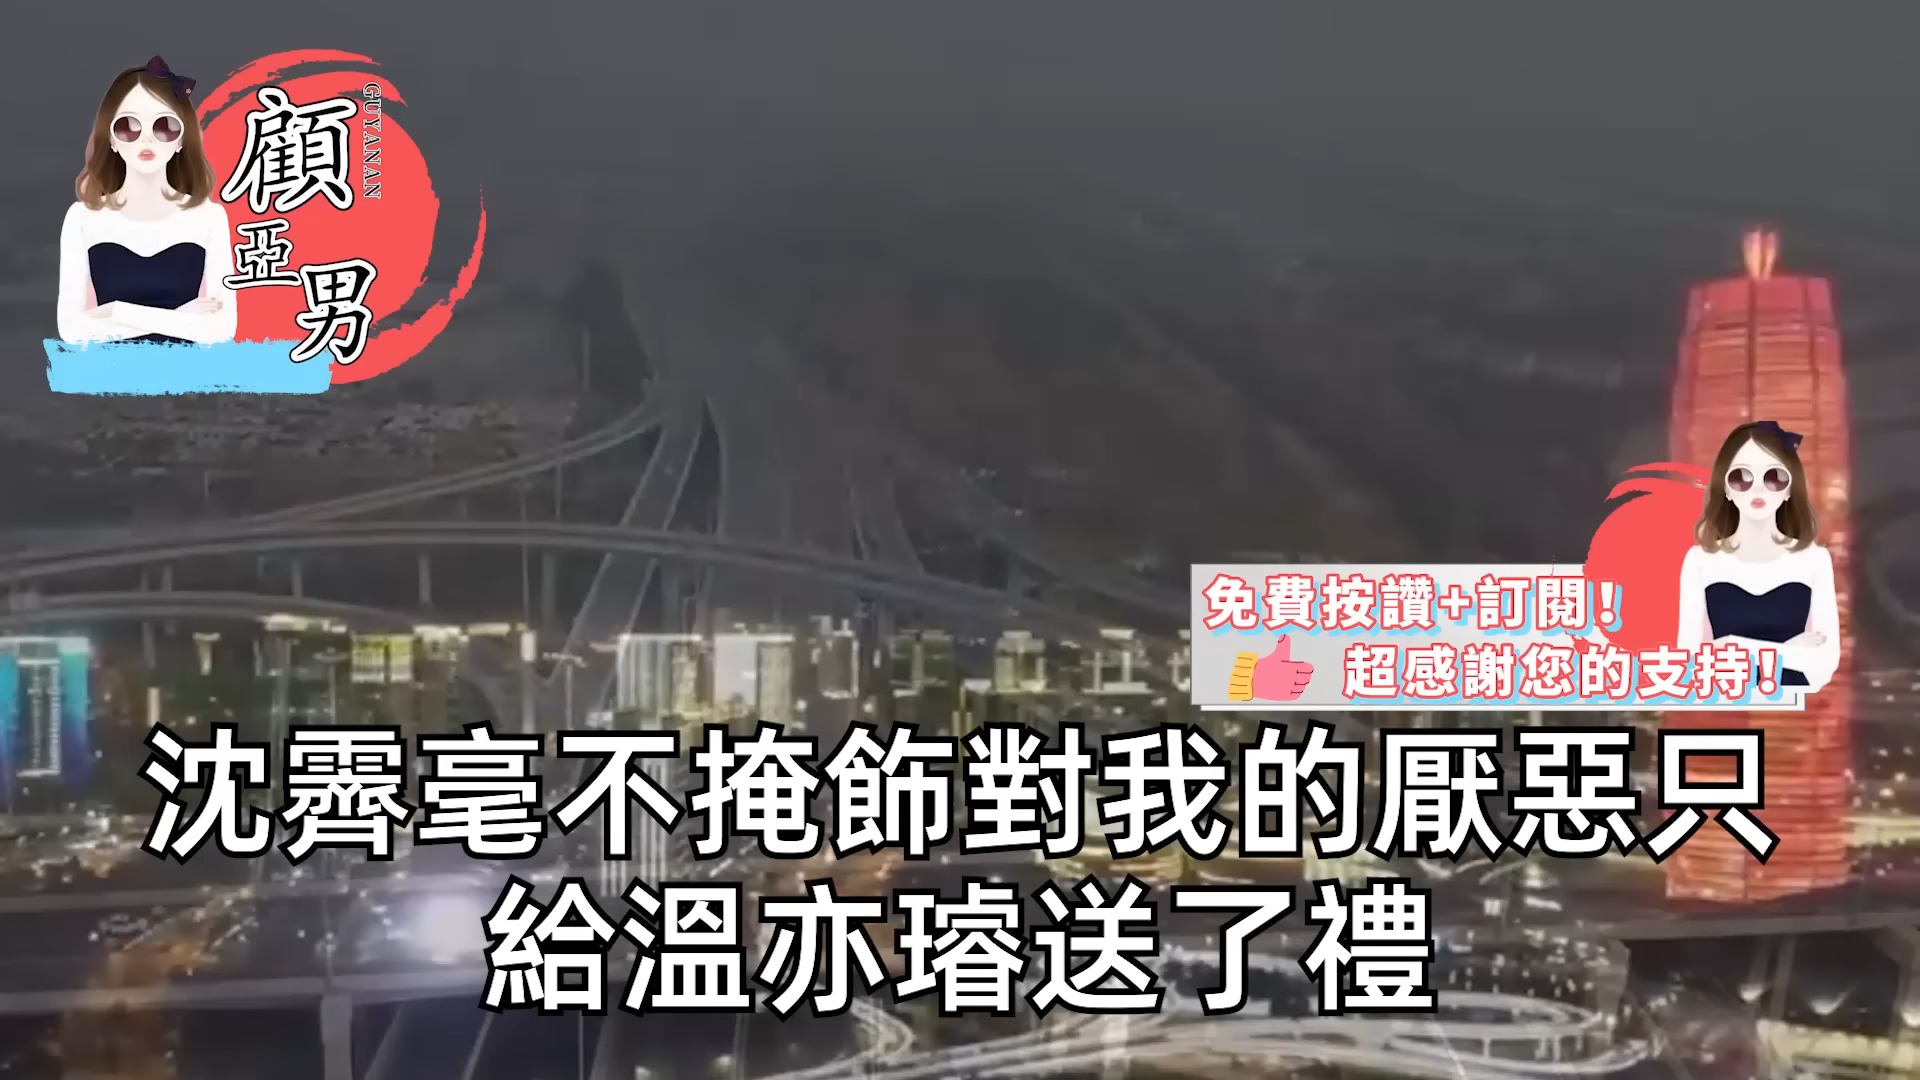 顧亞男
GUYANAN
免費按讚+訂閱！
超感謝您的支持！
沈霽毫不掩飾對我的厭惡只
給溫亦璿送了禮